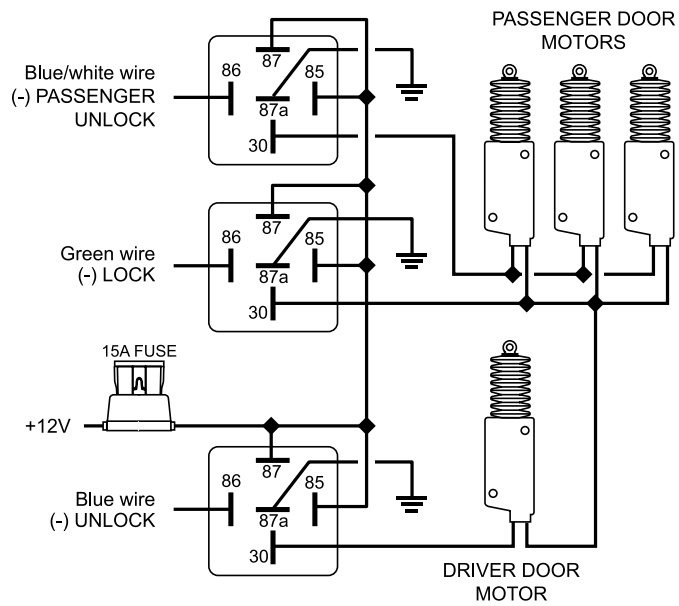 PASSENGER DOOR
MOTORS
Blue/white wire
(-) PASSENGER
UNLOCK
86
87
85
87a
30
Green wire
(-) LOCK
86
87
85
87a
30
15A FUSE
+12V
Blue wire
(-) UNLOCK
86
87
85
87a
30
DRIVER DOOR
MOTOR